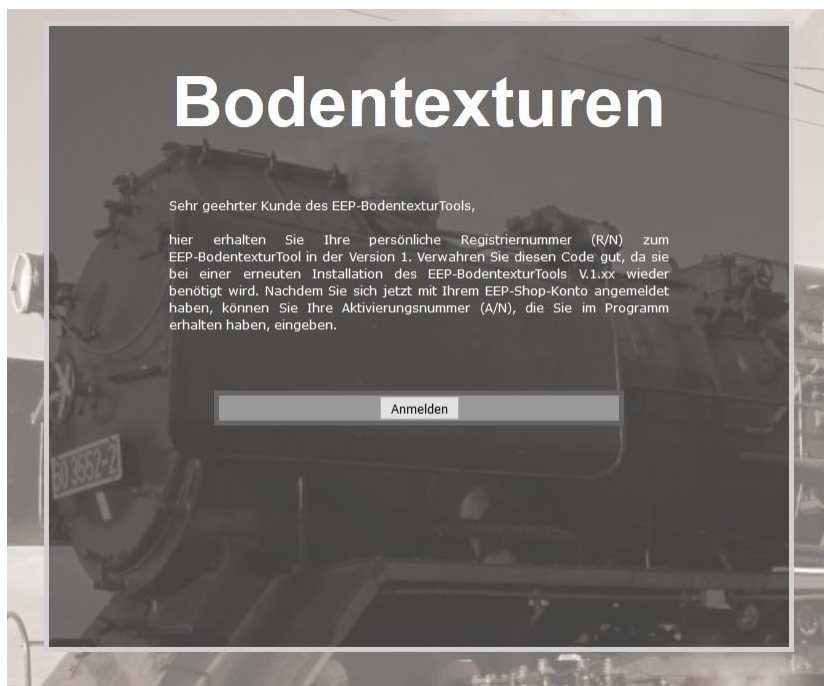 Bodentexturen
Sehr geehrter Kunde des EEP-BodentexturTools,
hier erhalten Sie Ihre persönliche Registriernummer (R/N) zum
EEP-BodentexturTool in der Version 1. Verwahren Sie diesen Code gut, da sie
bei einer erneuten Installation des EEP-BodentexturTools V.1.xx wieder
benötigt wird. Nachdem Sie sich jetzt mit Ihrem EEP-Shop-Konto angemeldet
haben, können Sie Ihre Aktivierungsnummer (A/N), die Sie im Programm
erhalten haben, eingeben.
Anmelden
50 3552-2